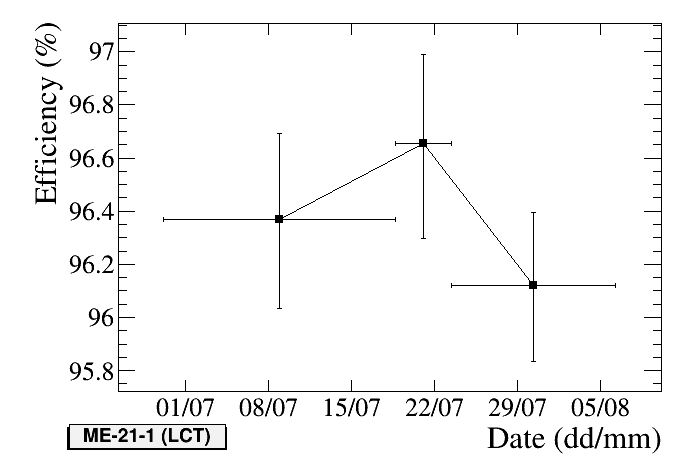 Efficiency (%)
97
96.8
96.6
96.4
96.2
96
95.8
01/07 08/07 15/07 22/07 29/07 05/08
ME-21-1 (LCT)
Date (dd/mm)